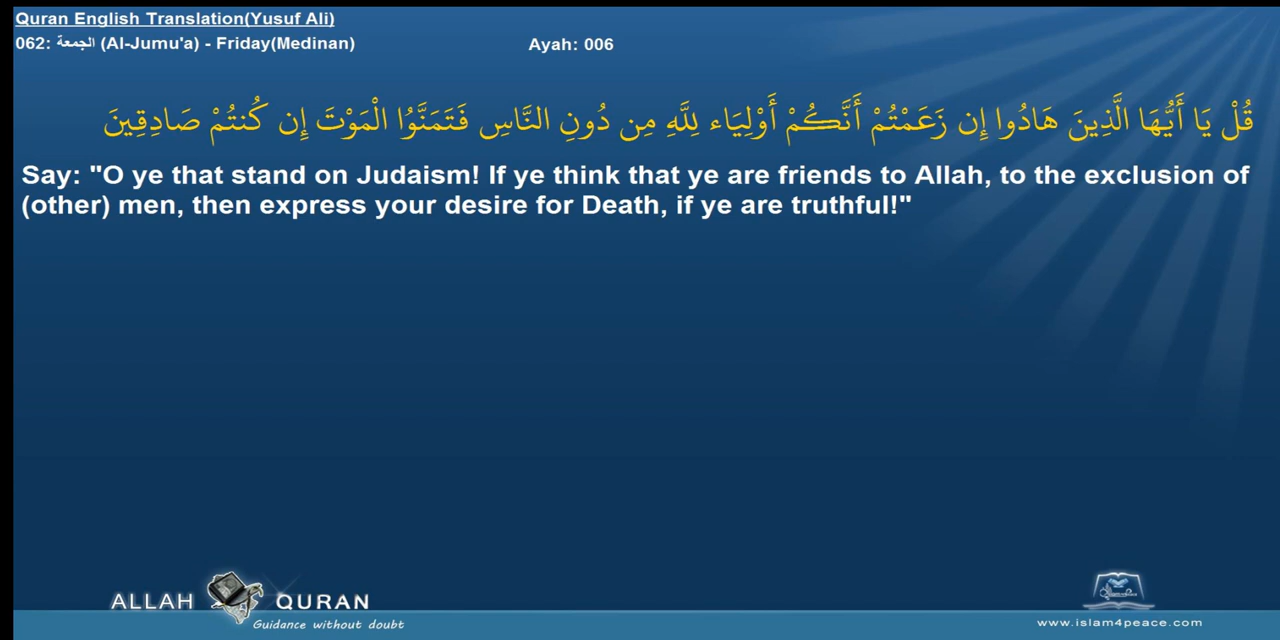 Quran English Translation(Yusuf Ali)
062: الجمعة (Al-Jumu'a) - Friday(Medinan)
Ayah: 006
قُلْ يَا أَيُّهَا الَّذِينَ هَادُوا إِن زَعَمْتُمْ أَنَّكُمْ أَوْلِيَاء لِلَّهِ مِن دُونِ النَّاسِ فَتَمَنَّوُا الْمَوْتَ إِن كُنتُمْ صَادِقِينَ
Say: "O ye that stand on Judaism! If ye think that ye are friends to Allah, to the exclusion of
(other) men, then express your desire for Death, if ye are truthful!"
ALLAH QURAN
Guidance without doubt
www.islam4peace.com